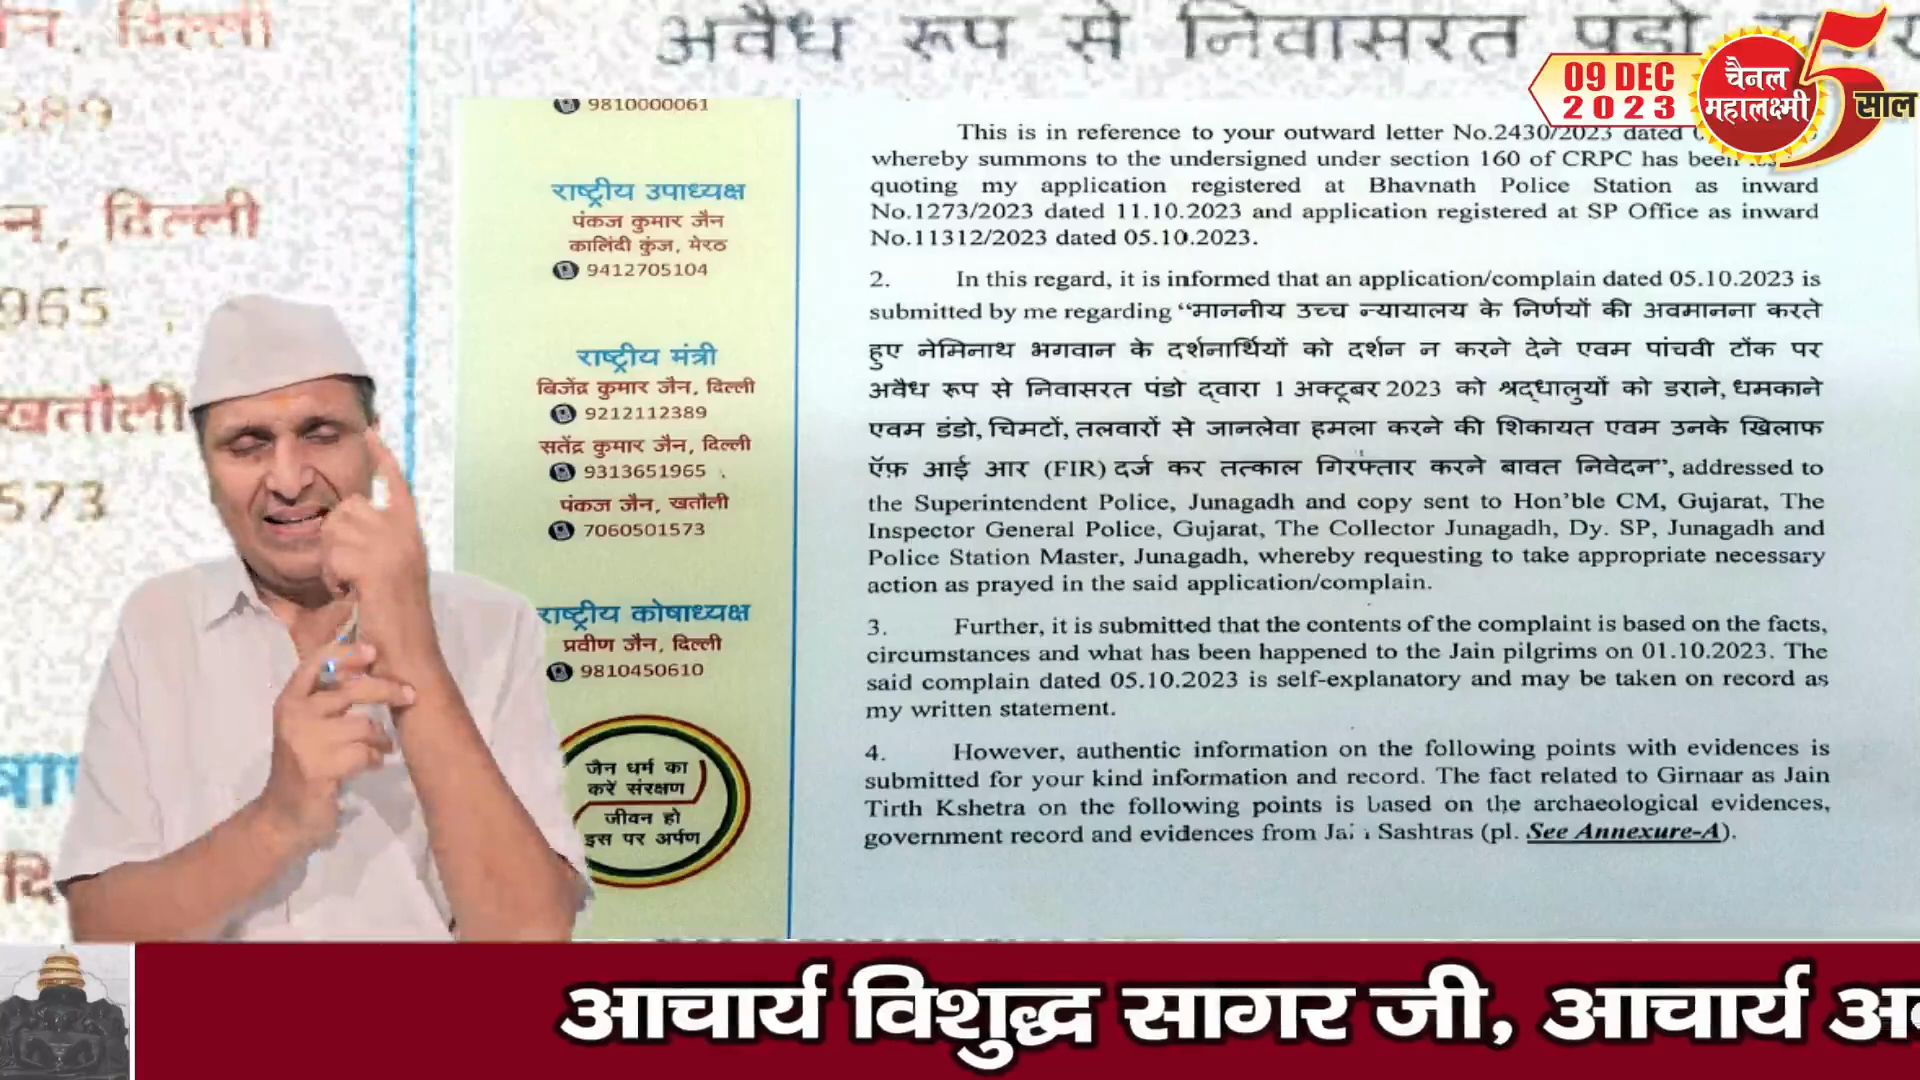 अवैध रूप से निवासरत पंडो
न, दिल्ली
389
न, दिल्ली
965
खतौली
573
09 DEC
2023
चैनल
महालक्ष्मी
5
साल
9810000061
राष्ट्रीय उपाध्यक्ष
पंकज कुमार जैन
कालिंदी कुंज, मेरठ
9412705104
राष्ट्रीय मंत्री
बिजेंद्र कुमार जैन, दिल्ली
9212112389
सतेंद्र कुमार जैन, दिल्ली
9313651965
पंकज जैन, खतौली
7060501573
राष्ट्रीय कोषाध्यक्ष
प्रवीण जैन, दिल्ली
9810450610
जैन धर्म का
करें संरक्षण
जीवन हो
इस पर अर्पण
This is in reference to your outward letter No.2430/2023 dated
whereby summons to the undersigned under section 160 of CRPC has been
quoting my application registered at Bhavnath Police Station as inward
No.1273/2023 dated 11.10.2023 and application registered at SP Office as inward
No.11312/2023 dated 05.10.2023.
2. In this regard, it is informed that an application/complain dated 05.10.2023 is
submitted by me regarding “माननीय उच्च न्यायालय के निर्णयों की अवमानना करते
हुए नेमिनाथ भगवान के दर्शनार्थियों को दर्शन न करने देने एवम पांचवी टोंक पर
अवैध रूप से निवासरत पंडो द्वारा 1 अक्टूबर 2023 को श्रद्धालुयों को डराने, धमकाने
एवम डंडो, चिमटों, तलवारों से जानलेवा हमला करने की शिकायत एवम उनके खिलाफ
ऍफ़ आई आर (FIR) दर्ज कर तत्काल गिरफ्तार करने बावत निवेदन”, addressed to
the Superintendent Police, Junagadh and copy sent to Hon’ble CM, Gujarat, The
Inspector General Police, Gujarat, The Collector Junagadh, Dy. SP, Junagadh and
Police Station Master, Junagadh, whereby requesting to take appropriate necessary
action as prayed in the said application/complain.
3. Further, it is submitted that the contents of the complaint is based on the facts,
circumstances and what has been happened to the Jain pilgrims on 01.10.2023. The
said complain dated 05.10.2023 is self-explanatory and may be taken on record as
my written statement.
4. However, authentic information on the following points with evidences is
submitted for your kind information and record. The fact related to Girnaar as Jain
Tirth Kshetra on the following points is based on the archaeological evidences,
government record and evidences from Jain Sashtras (pl. See Annexure-A).
आचार्य विशुद्ध सागर जी, आचार्य